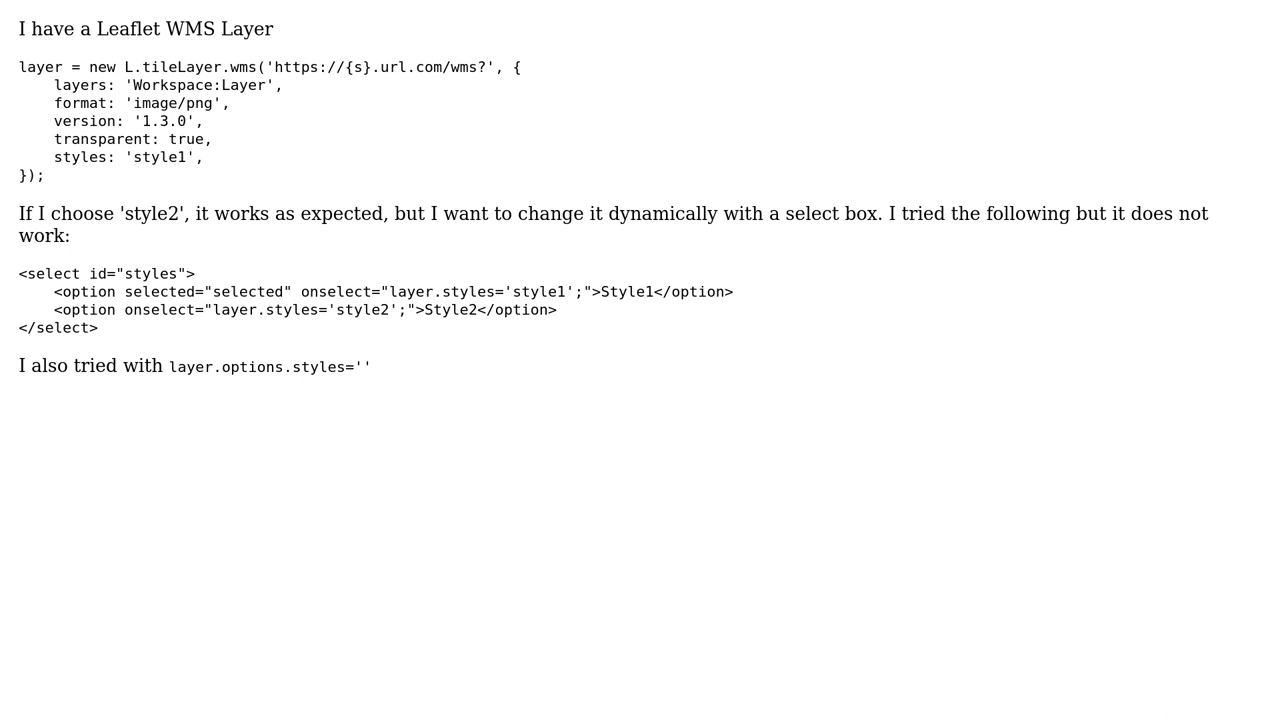 I have a Leaflet WMS Layer
layer = new L.tileLayer.wms('https://{s}.url.com/wms?', {
    layers: 'Workspace:Layer',
    format: 'image/png',
    version: '1.3.0',
    transparent: true,
    styles: 'style1',
});
If I choose 'style2', it works as expected, but I want to change it dynamically with a select box. I tried the following but it does not
work:
<select id="styles">
    <option selected="selected" onselect="layer.styles='style1';">Style1</option>
    <option onselect="layer.styles='style2';">Style2</option>
</select>
I also tried with layer.options.styles=''